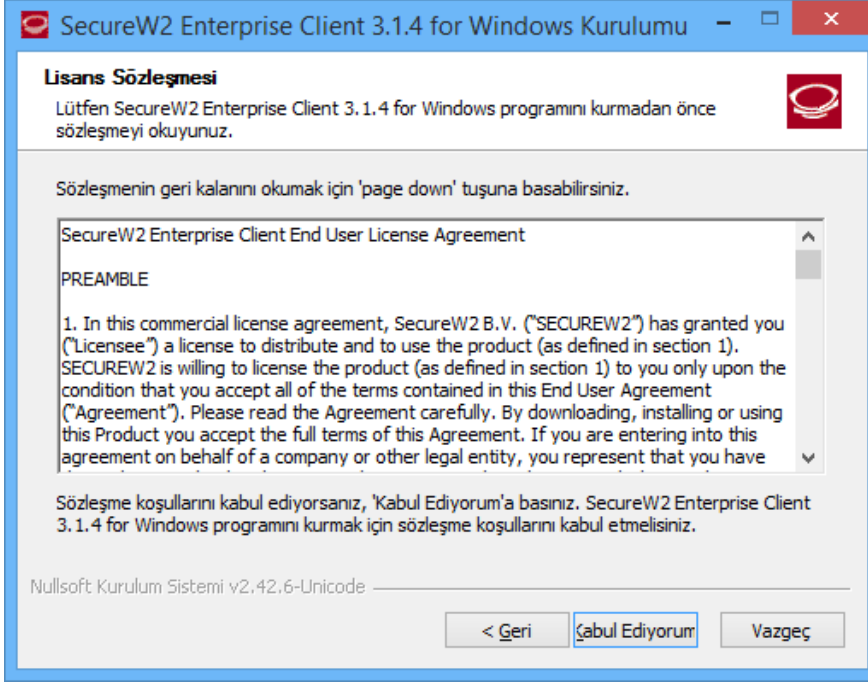 SecureW2 Enterprise Client 3.1.4 for Windows Kurulumu
Lisans Sözleşmesi
Lütfen SecureW2 Enterprise Client 3.1.4 for Windows programını kurmadan önce
sözleşmeyi okuyunuz.
Sözleşmenin geri kalanını okumak için 'page down' tuşuna basabilirsiniz.
SecureW2 Enterprise Client End User License Agreement
PREAMBLE
1. In this commercial license agreement, SecureW2 B.V. (“SECUREW2”) has granted you
(“Licensee”) a license to distribute and to use the product (as defined in section 1).
SECUREW2 is willing to license the product (as defined in section 1) to you only upon the
condition that you accept all of the terms contained in this End User Agreement
(“Agreement”). Please read the Agreement carefully. By downloading, installing or using
this Product you accept the full terms of this Agreement. If you are entering into this
agreement on behalf of a company or other legal entity, you represent that you have
Sözleşme koşullarını kabul ediyorsanız, 'Kabul Ediyorum'a basınız. SecureW2 Enterprise Client
3.1.4 for Windows programını kurmak için sözleşme koşullarını kabul etmelisiniz.
Nullsoft Kurulum Sistemi v2.42.6-Unicode
< Geri
Kabul Ediyorum
Vazgeç